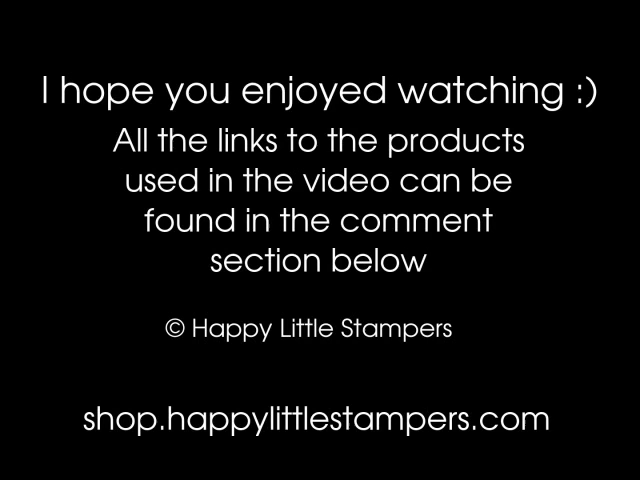 I hope you enjoyed watching :)
All the links to the products
used in the video can be
found in the comment
section below
© Happy Little Stampers
shop.happylittlestampers.com